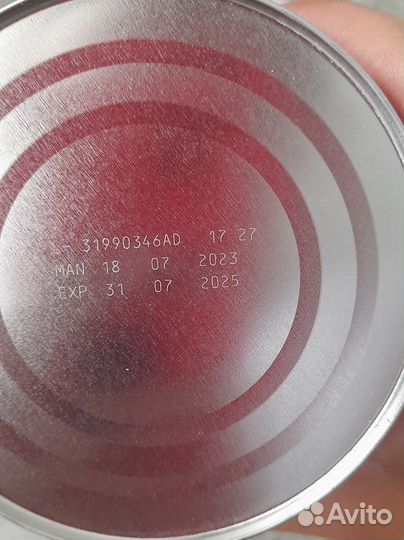 L- 31990346AD 17 27
MAN 18 07 2023
EXP 31 07 2025
Avito